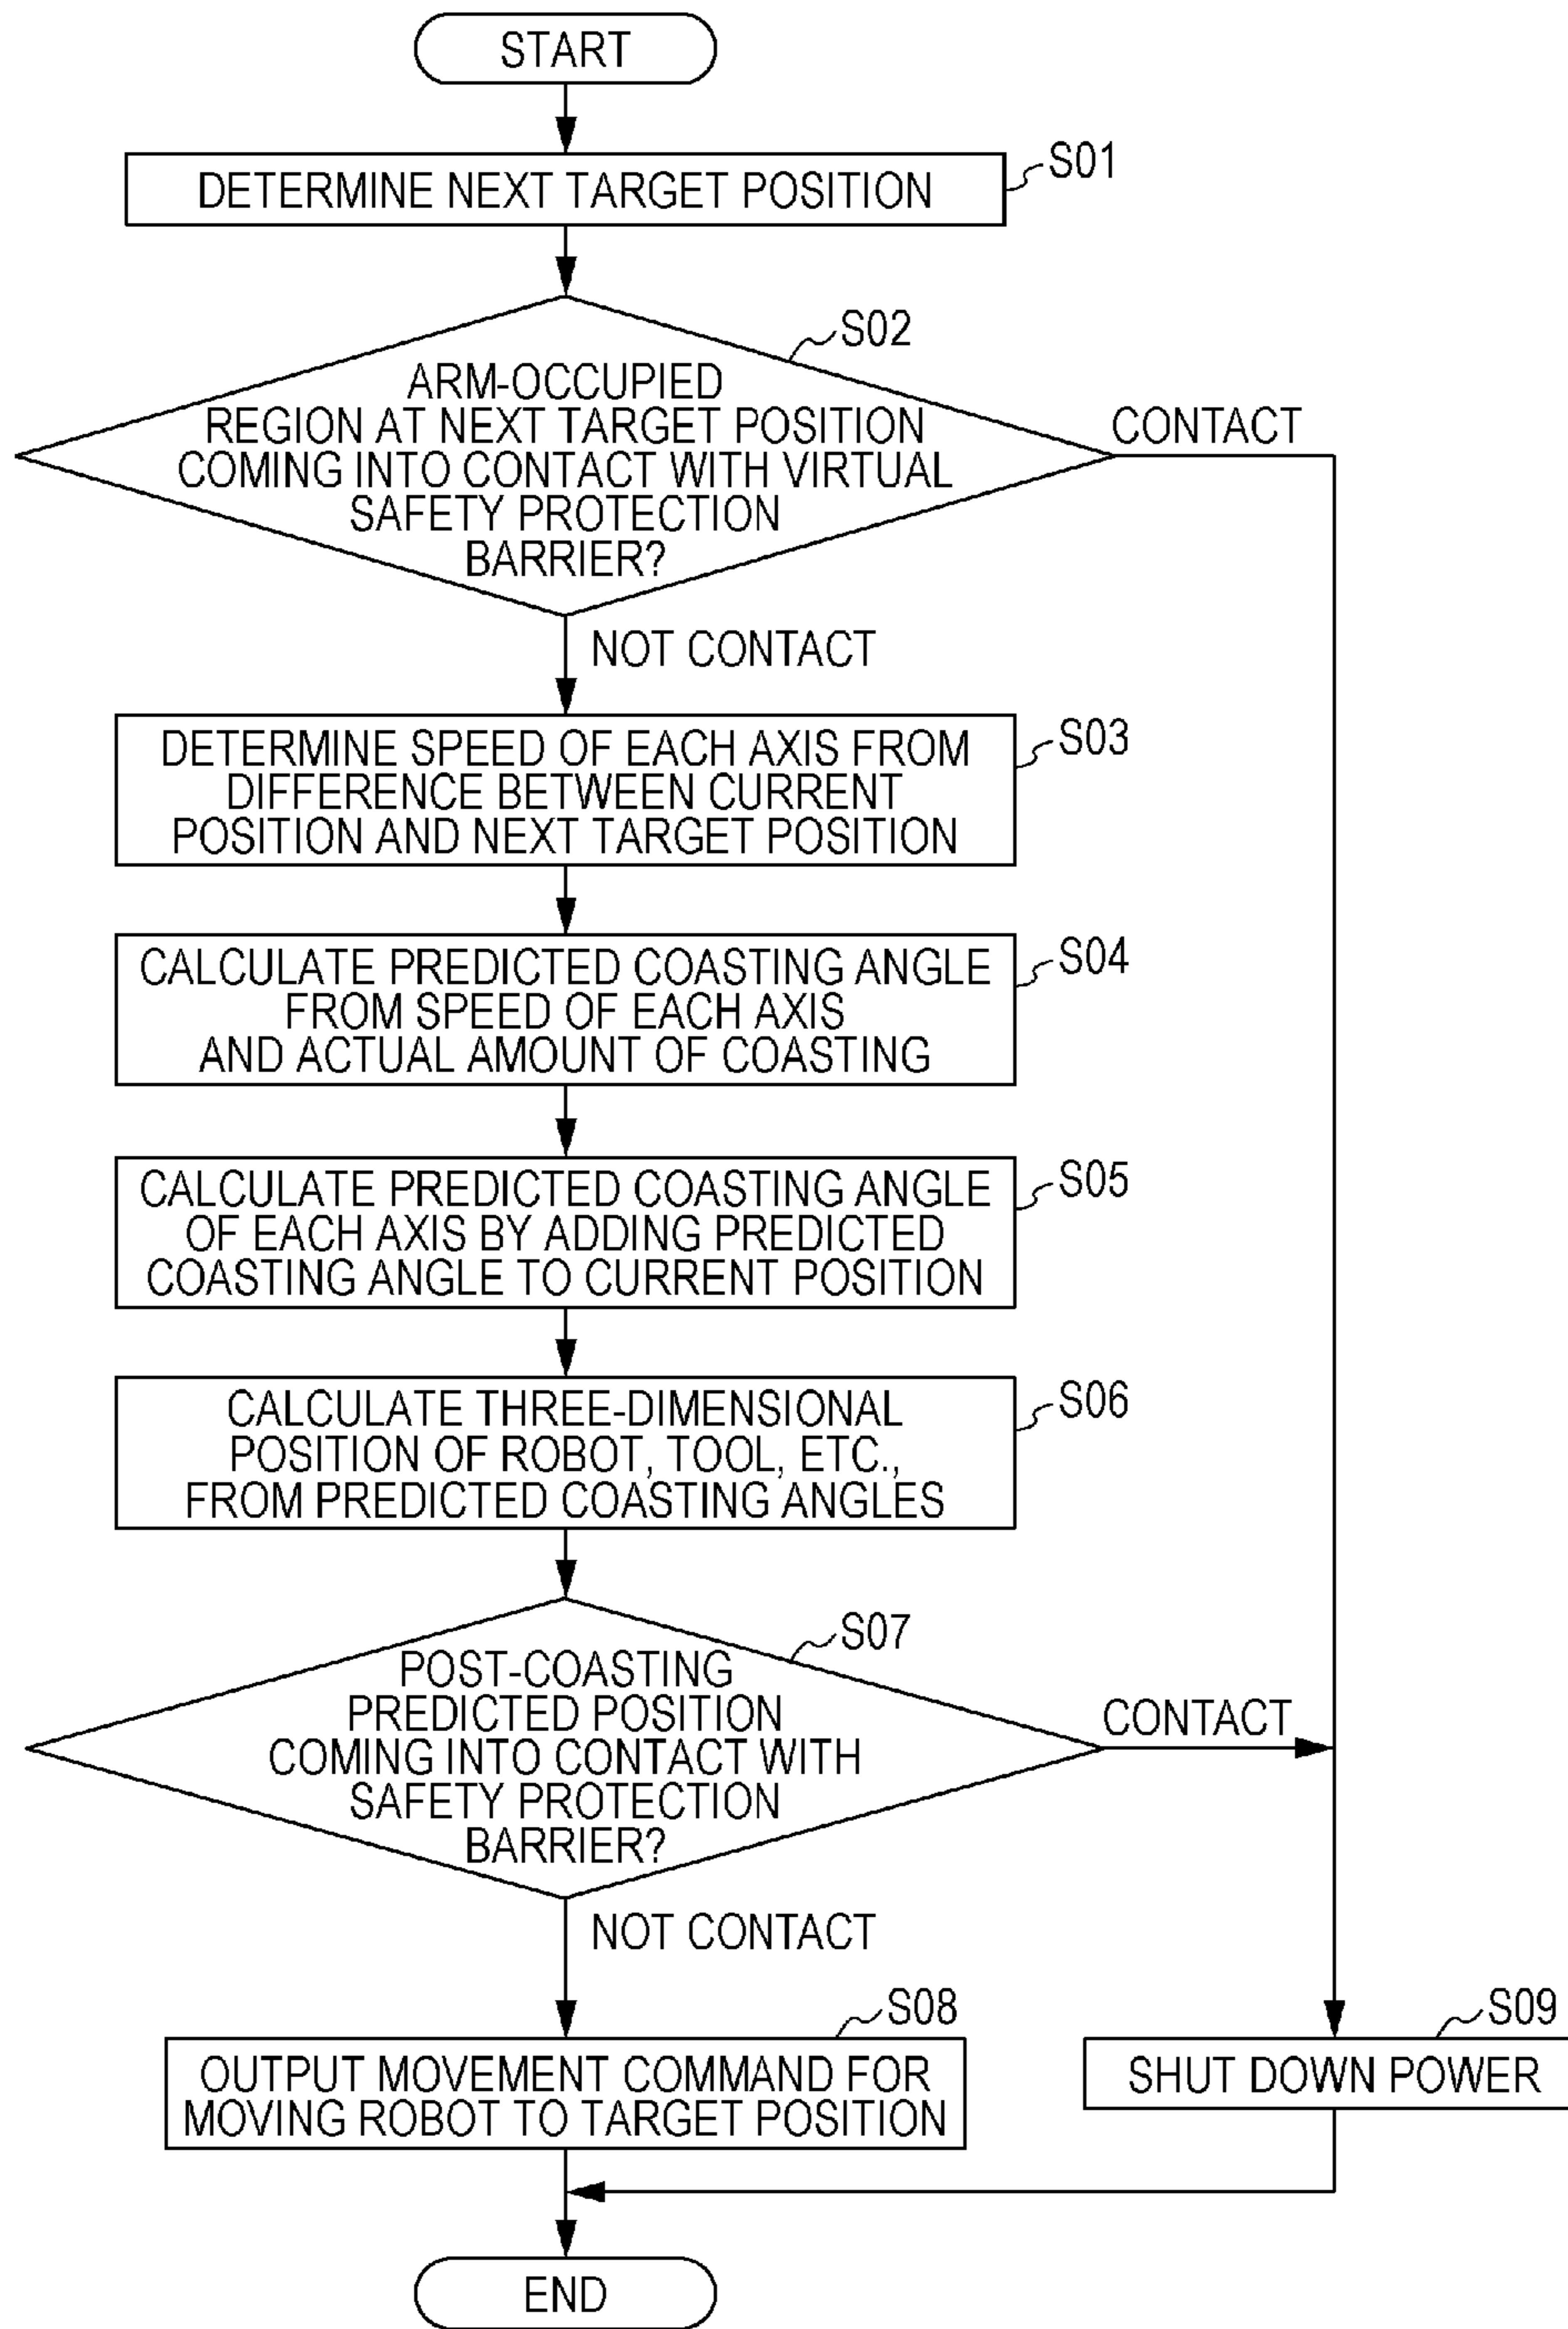 START
S01
DETERMINE NEXT TARGET POSITION
S02
ARM-OCCUPIED
REGION AT NEXT TARGET POSITION
COMING INTO CONTACT WITH VIRTUAL
SAFETY PROTECTION
BARRIER?
CONTACT
NOT CONTACT
S03
DETERMINE SPEED OF EACH AXIS FROM
DIFFERENCE BETWEEN CURRENT
POSITION AND NEXT TARGET POSITION
S04
CALCULATE PREDICTED COASTING ANGLE
FROM SPEED OF EACH AXIS
AND ACTUAL AMOUNT OF COASTING
S05
CALCULATE PREDICTED COASTING ANGLE
OF EACH AXIS BY ADDING PREDICTED
COASTING ANGLE TO CURRENT POSITION
S06
CALCULATE THREE-DIMENSIONAL
POSITION OF ROBOT, TOOL, ETC.,
FROM PREDICTED COASTING ANGLES
S07
POST-COASTING
PREDICTED POSITION
COMING INTO CONTACT WITH
SAFETY PROTECTION
BARRIER?
CONTACT
NOT CONTACT
S08
OUTPUT MOVEMENT COMMAND FOR
MOVING ROBOT TO TARGET POSITION
S09
SHUT DOWN POWER
END